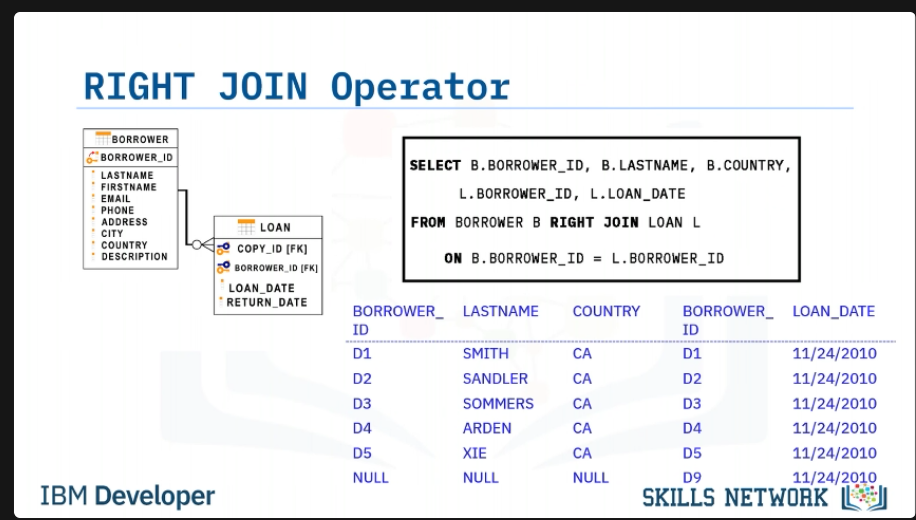 RIGHT JOIN Operator
BORROWER
BORROWER_ID
LASTNAME
FIRSTNAME
EMAIL
PHONE
ADDRESS
CITY
COUNTRY
DESCRIPTION
LOAN
COPY_ID [FK]
BORROWER_ID [FK]
LOAN_DATE
RETURN_DATE
SELECT B.BORROWER_ID, B.LASTNAME, B.COUNTRY,
L.BORROWER_ID, L.LOAN_DATE
FROM BORROWER B RIGHT JOIN LOAN L
ON B.BORROWER_ID = L.BORROWER_ID
BORROWER_ID LASTNAME COUNTRY BORROWER_ID LOAN_DATE
D1 SMITH CA D1 11/24/2010
D2 SANDLER CA D2 11/24/2010
D3 SOMMERS CA D3 11/24/2010
D4 ARDEN CA D4 11/24/2010
D5 XIE CA D5 11/24/2010
NULL NULL NULL D9 11/24/2010
IBM Developer
SKILLS NETWORK